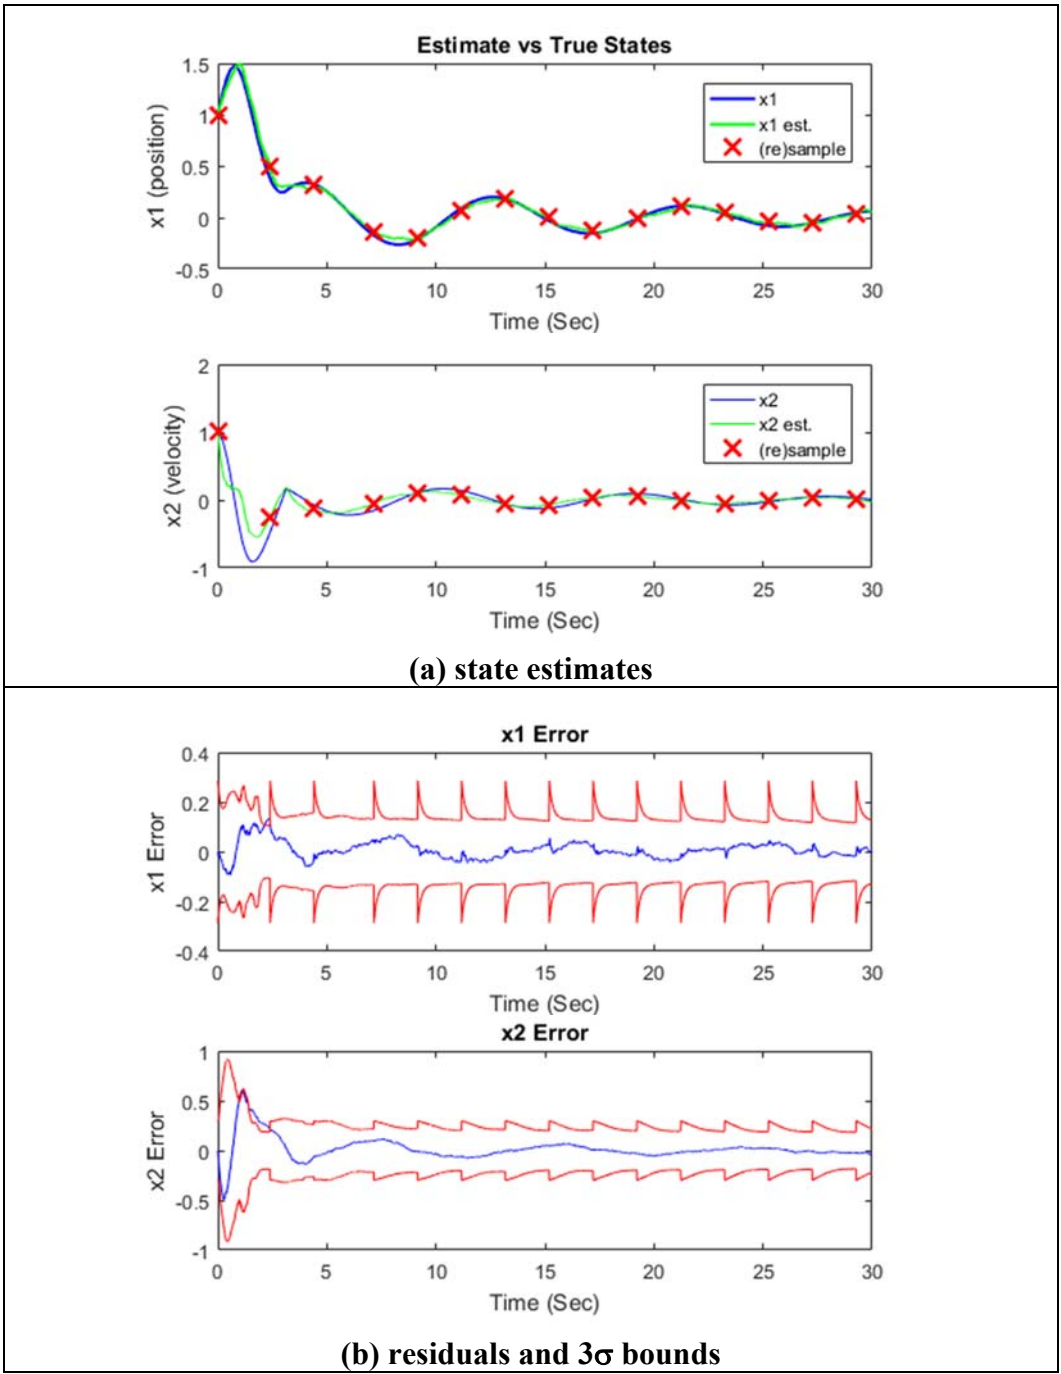 Estimate vs True States
x1 (position)
1.5
1
0.5
0
-0.5
x1
x1 est.
(re)sample
0 5 10 15 20 25 30
Time (Sec)
x2 (velocity)
2
1
0
-1
x2
x2 est.
(re)sample
0 5 10 15 20 25 30
Time (Sec)
(a) state estimates
x1 Error
x1 Error
0.4
0.2
0
-0.2
-0.4
0 5 10 15 20 25 30
Time (Sec)
x2 Error
x2 Error
1
0.5
0
-0.5
-1
0 5 10 15 20 25 30
Time (Sec)
(b) residuals and 3σ bounds